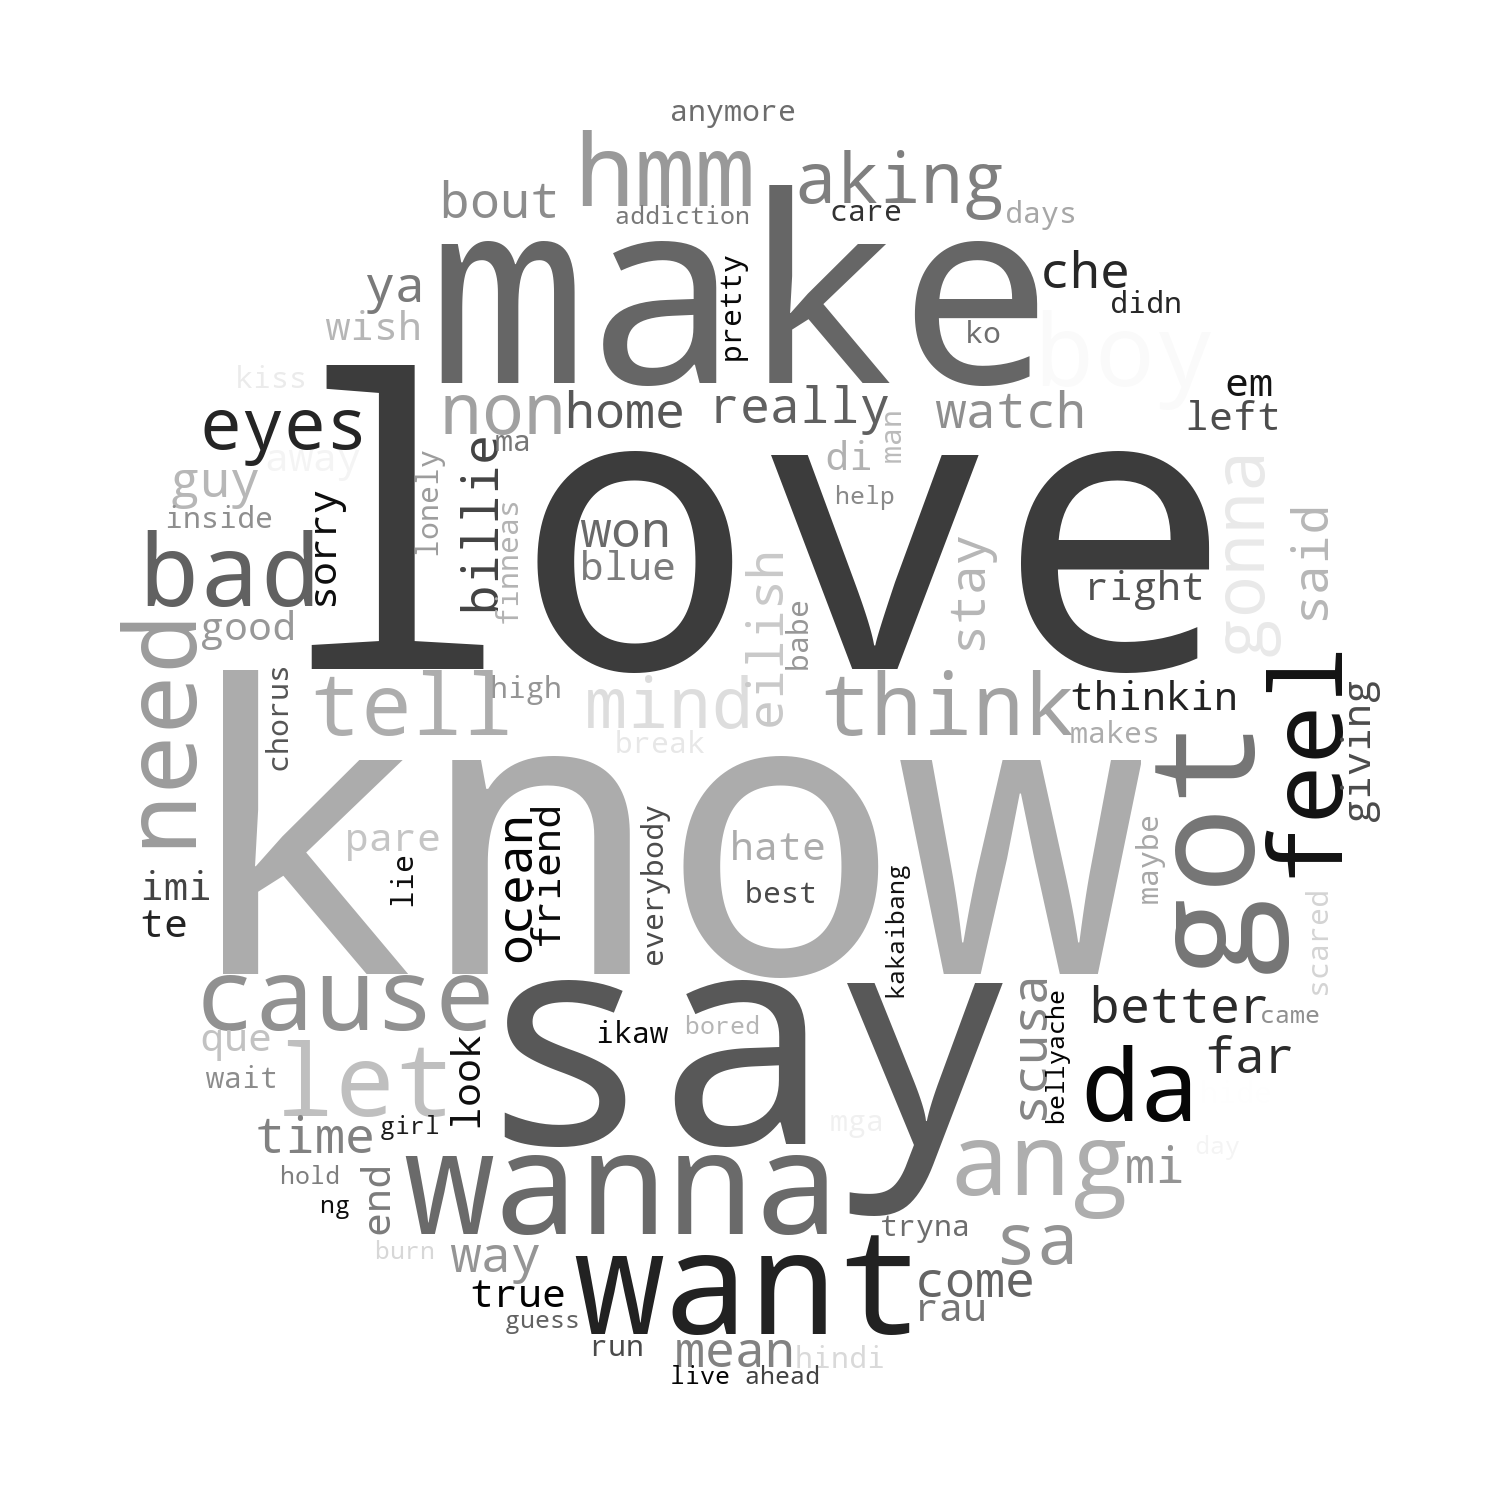 anymore
hmm
aking
bout
addiction
care
days
make
ya
wish
pretty
che
didn
ko
boy
kiss
love
eyes
non
home
really
watch
man
em
left
away
guy
inside
ma
lonely
billie
di
help
gonna
said
bad
sorry
finneas
won
blue
stay
right
good
eilish
babe
need
tell
high
mind
think
thinkin
feel
chorus
break
makes
giving
know
got
pare
lie
ocean
friend
everybody
hate
best
kakaibang
maybe
imi
te
scared
cause
say
scusa
bellyache
better
came
que
wait
let
look
ikaw
bored
da
far
time
girl
mga
ang
mi
day
hold
ng
end
wanna
tryna
sa
burn
way
want
come
rau
true
guess
run
mean
hindi
live
ahead